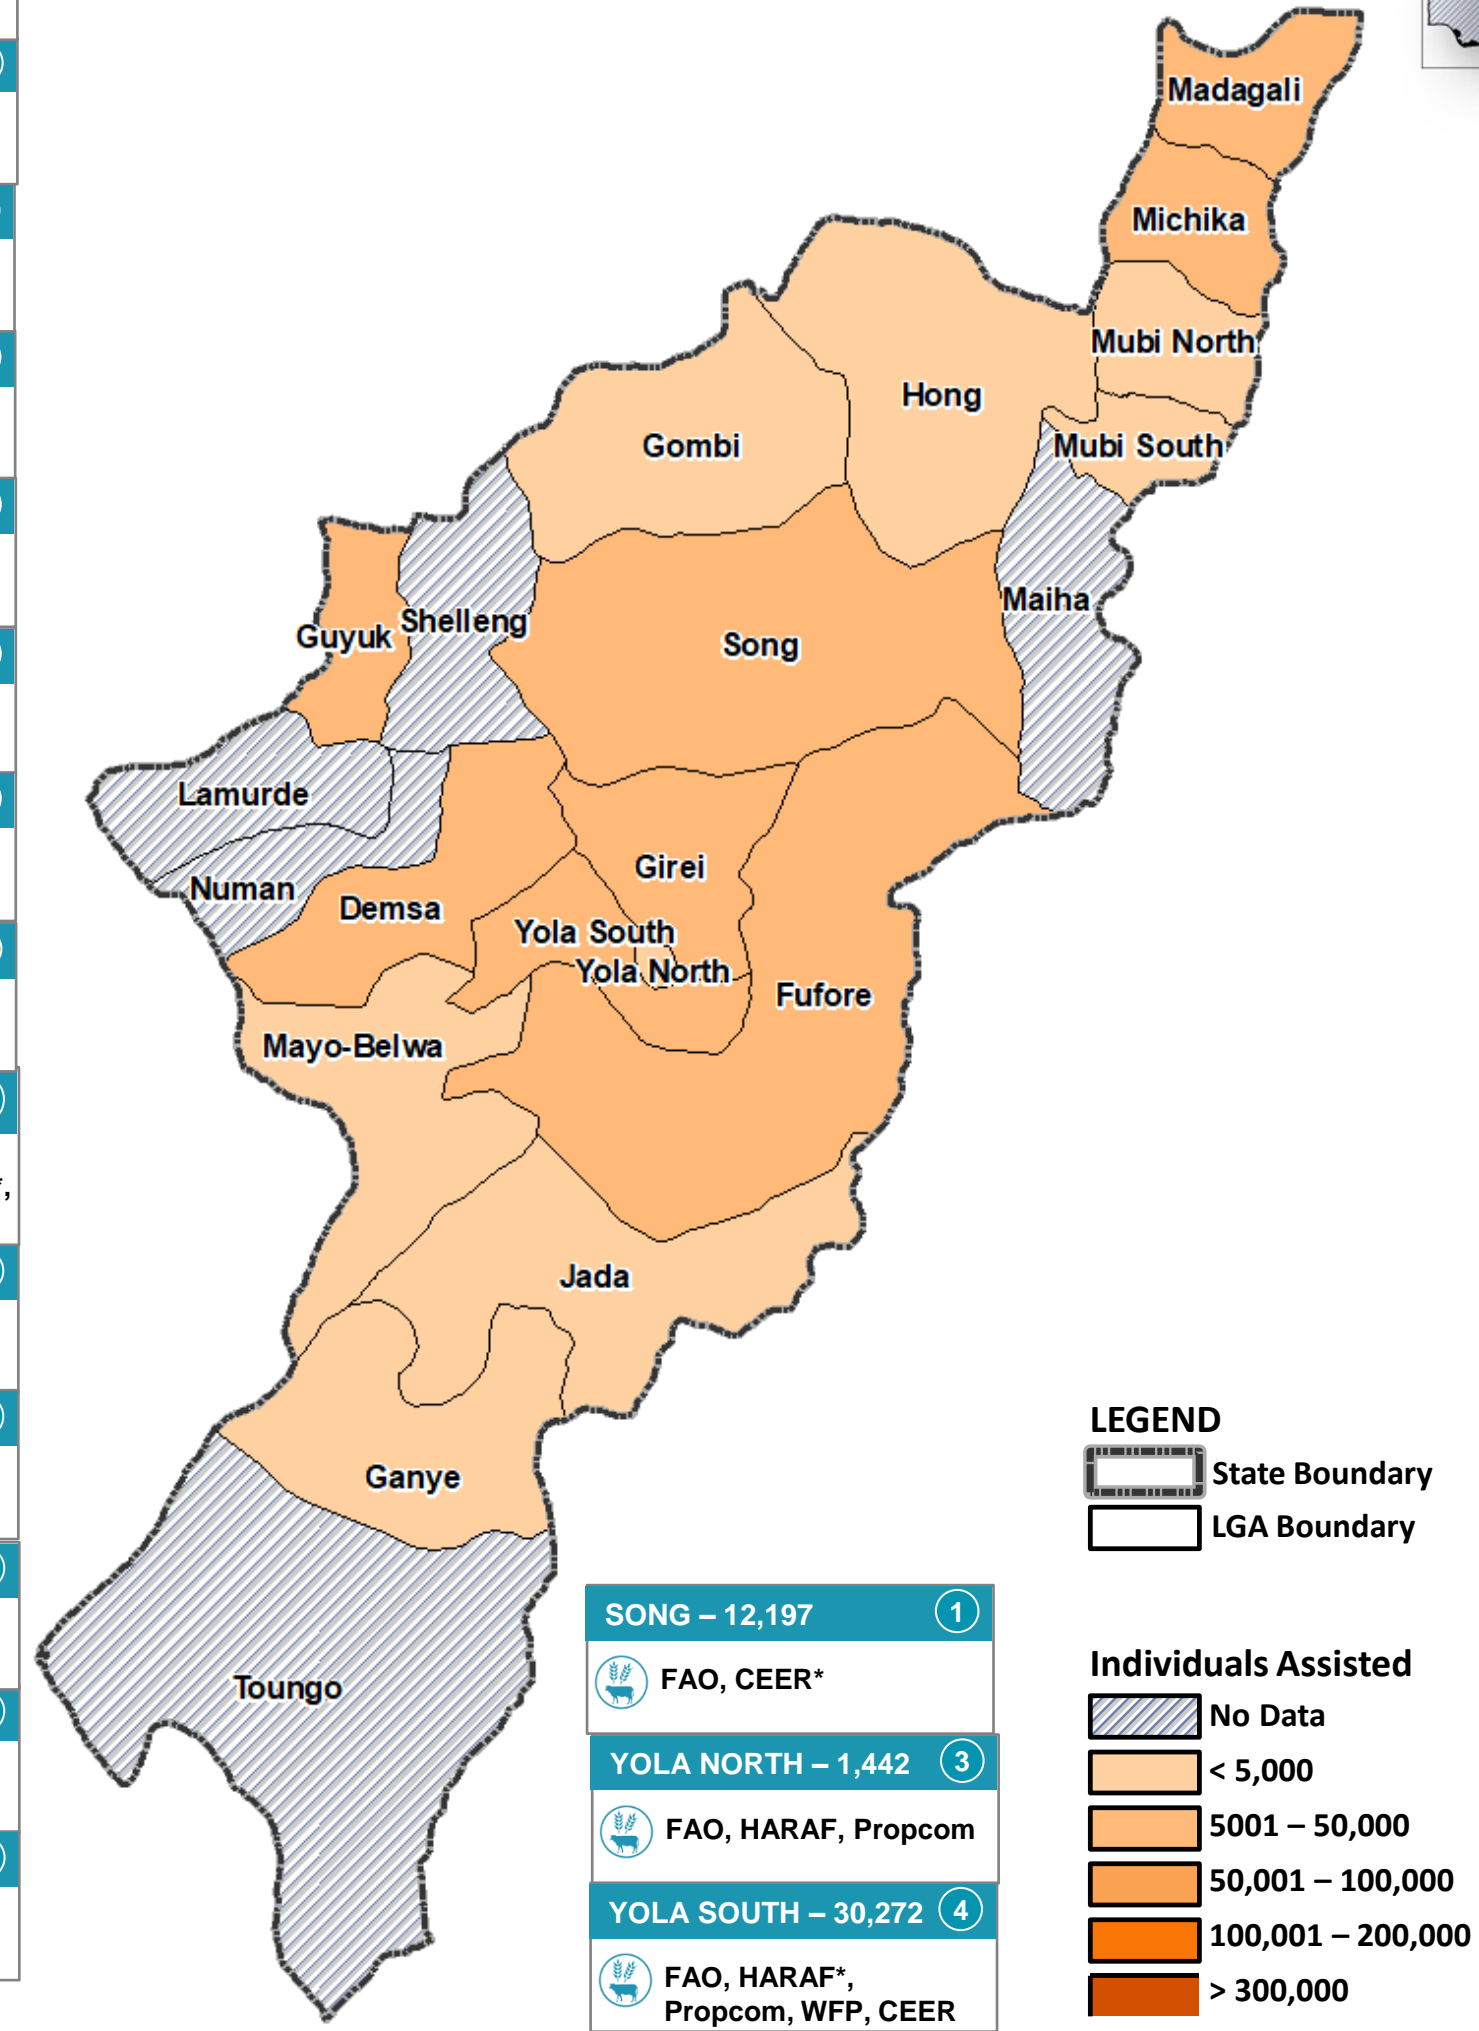 Madagali
Michika
Mubi North
Hong
Gombi
Mubi South
Maiha
Shelleng
Guyuk
Song
Lamurde
Girei
Numan
Demsa
Yola South
Yola North
Fufore
Mayo-Belwa
Jada
Ganye
Toungo
*,
SONG – 12,197 1
FAO, CEER*
YOLA NORTH – 1,442 3
FAO, HARAF, Propcom
YOLA SOUTH – 30,272 4
FAO, HARAF*,
Propcom, WFP, CEER
LEGEND
State Boundary
LGA Boundary
Individuals Assisted
No Data
< 5,000
5001 – 50,000
50,001 – 100,000
100,001 – 200,000
> 300,000